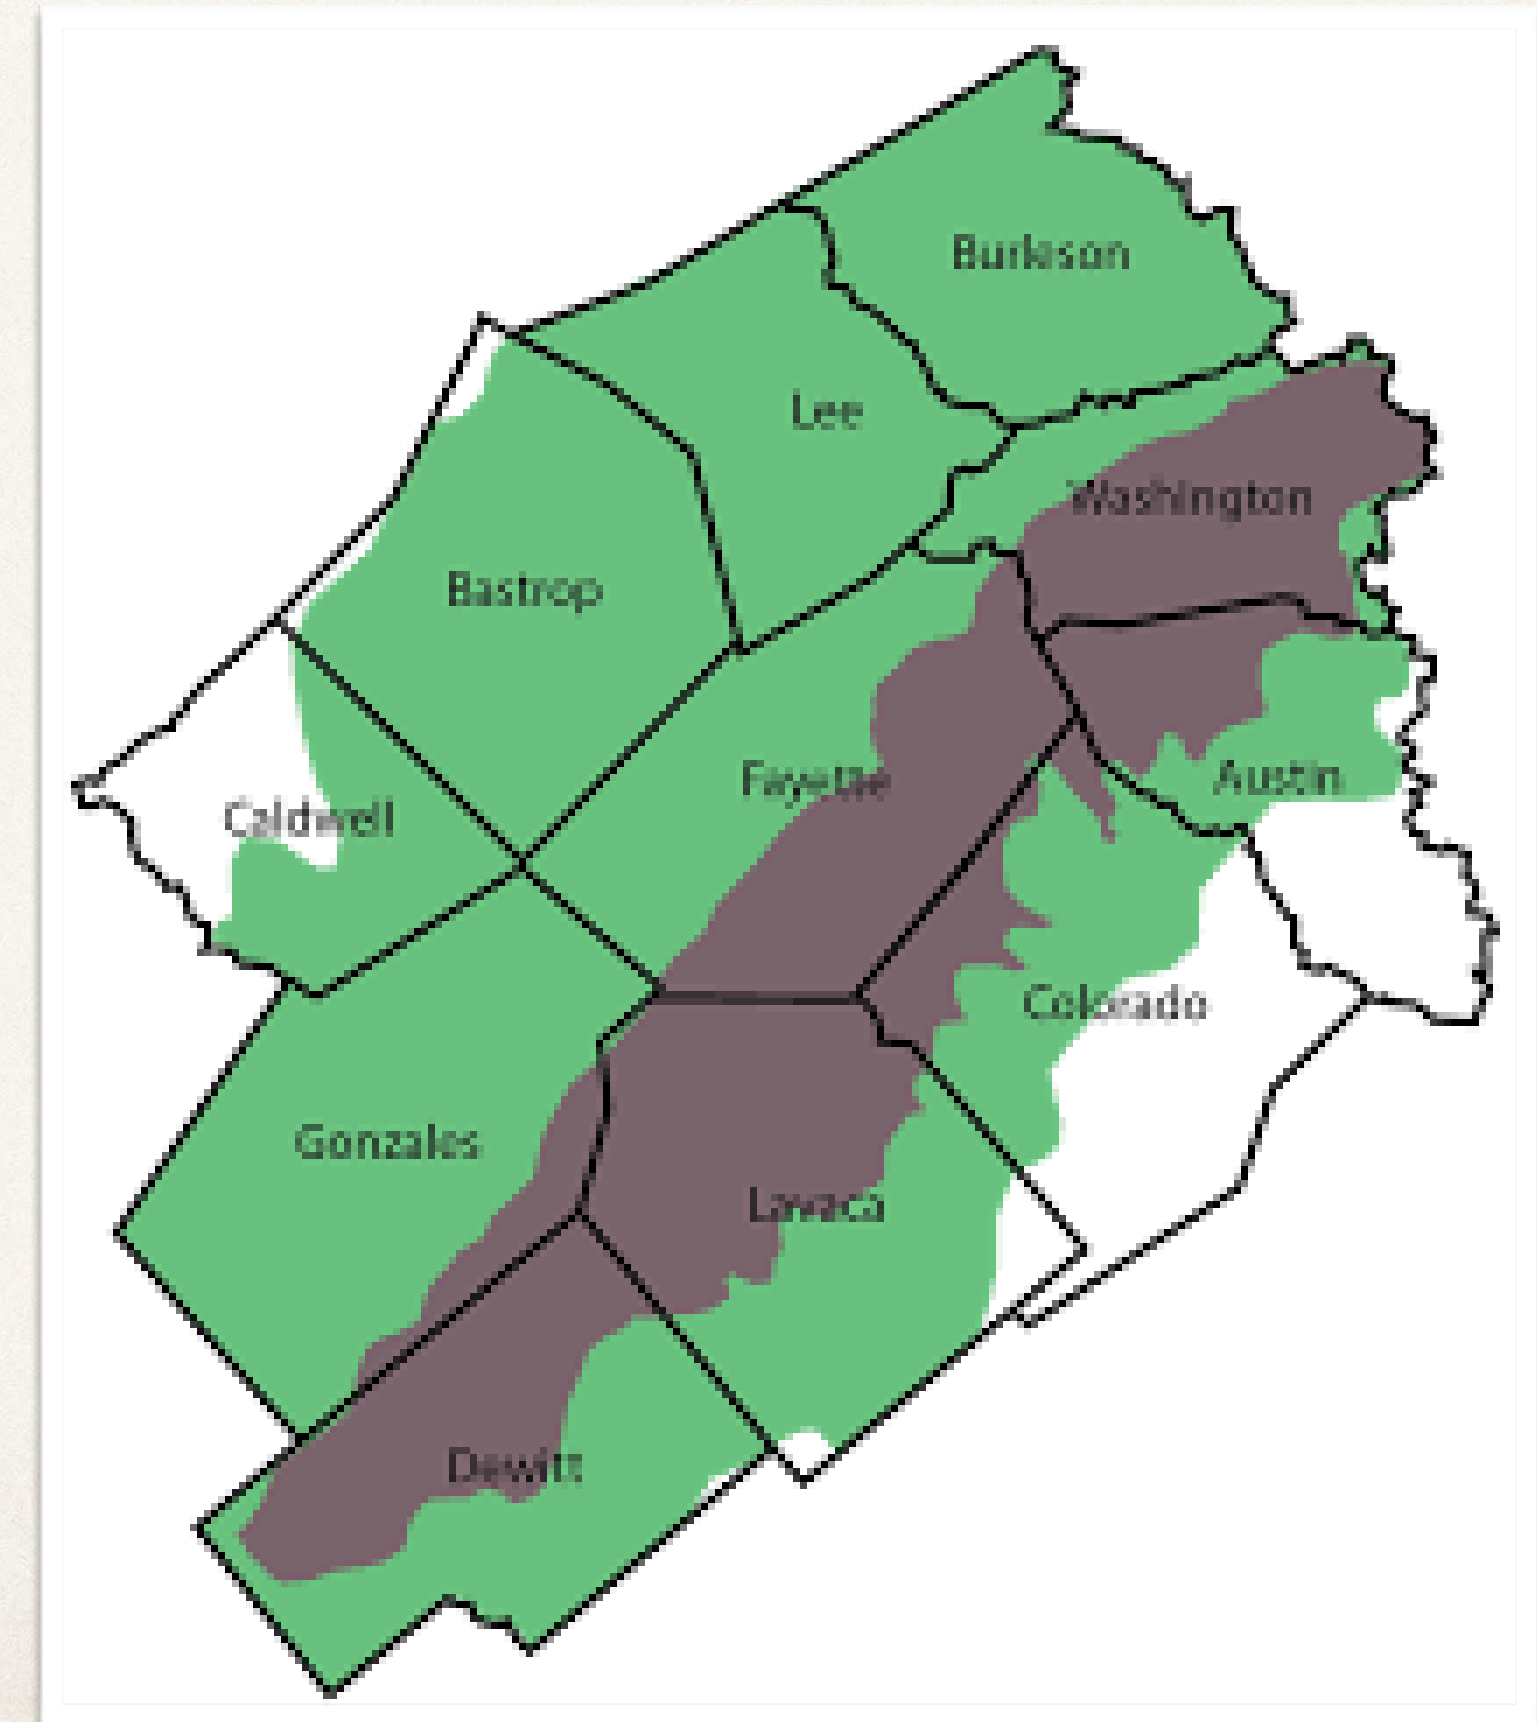 Burleson
Lee
Washington
Bastrop
Fayette
Austin
Caldwell
Colorado
Gonzales
Lavaca
Dewitt